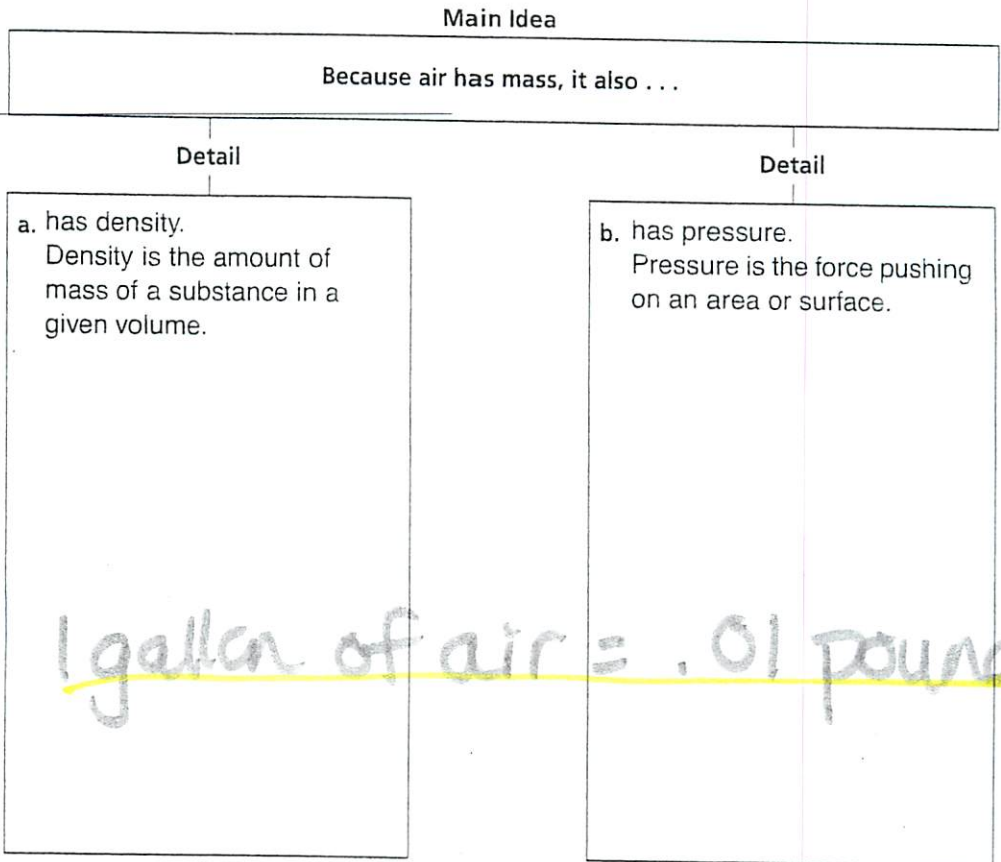 Main Idea
Because air has mass, it also . . .
Detail
a. has density.
Density is the amount of
mass of a substance in a
given volume.
Detail
b. has pressure.
Pressure is the force pushing
on an area or surface.
1 gallon of air = .01 poun